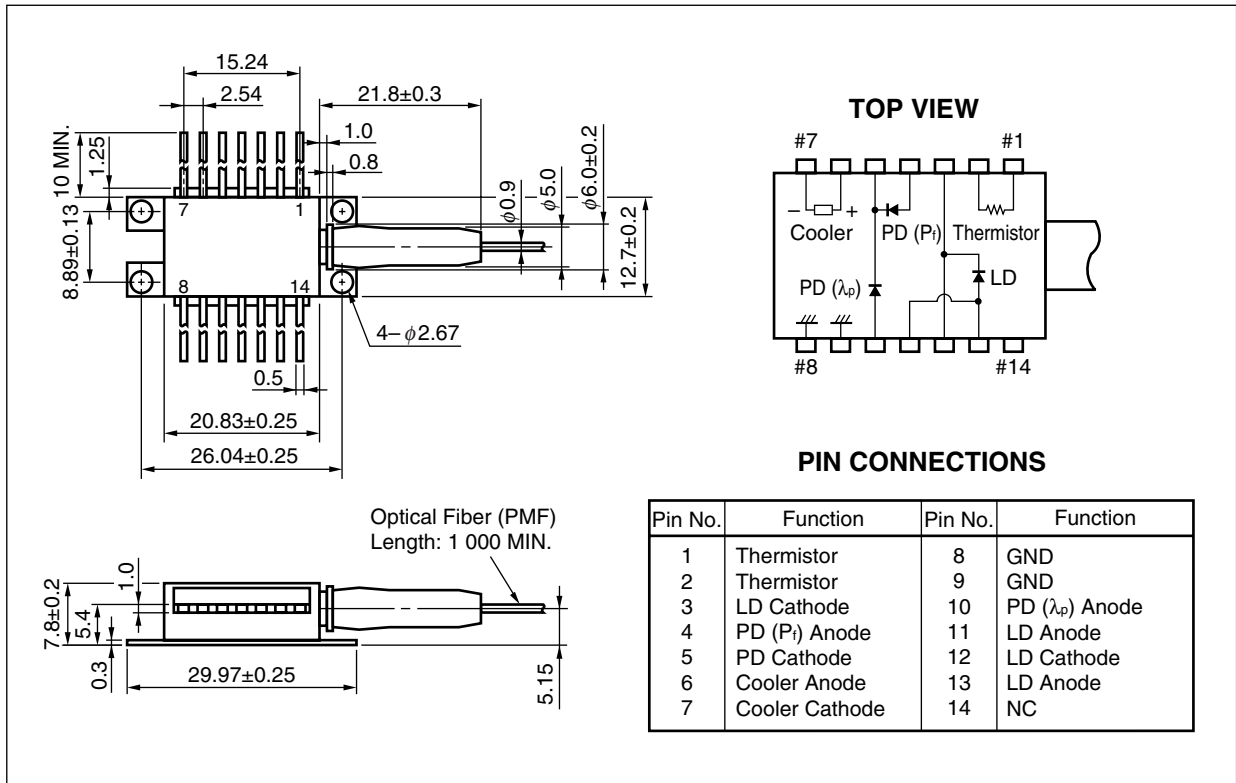 15.24
2.54
21.8±0.3
1.0
0.8
10 MIN.
1.25
8.89±0.13
7
1
8
14
φ0.9
φ5.0
φ6.0±0.2
12.7±0.2
4–φ2.67
0.5
20.83±0.25
26.04±0.25
Optical Fiber (PMF)
Length: 1 000 MIN.
7.8±0.2
5.4
1.0
0.3
29.97±0.25
5.15
TOP VIEW
#7
#1
– +
Cooler
PD (Pf)
Thermistor
PD (λp)
LD
#8
#14
PIN CONNECTIONS
Pin No. Function Pin No. Function
1 Thermistor 8 GND
2 Thermistor 9 GND
3 LD Cathode 10 PD (λp) Anode
4 PD (Pf) Anode 11 LD Anode
5 PD Cathode 12 LD Cathode
6 Cooler Anode 13 LD Anode
7 Cooler Cathode 14 NC